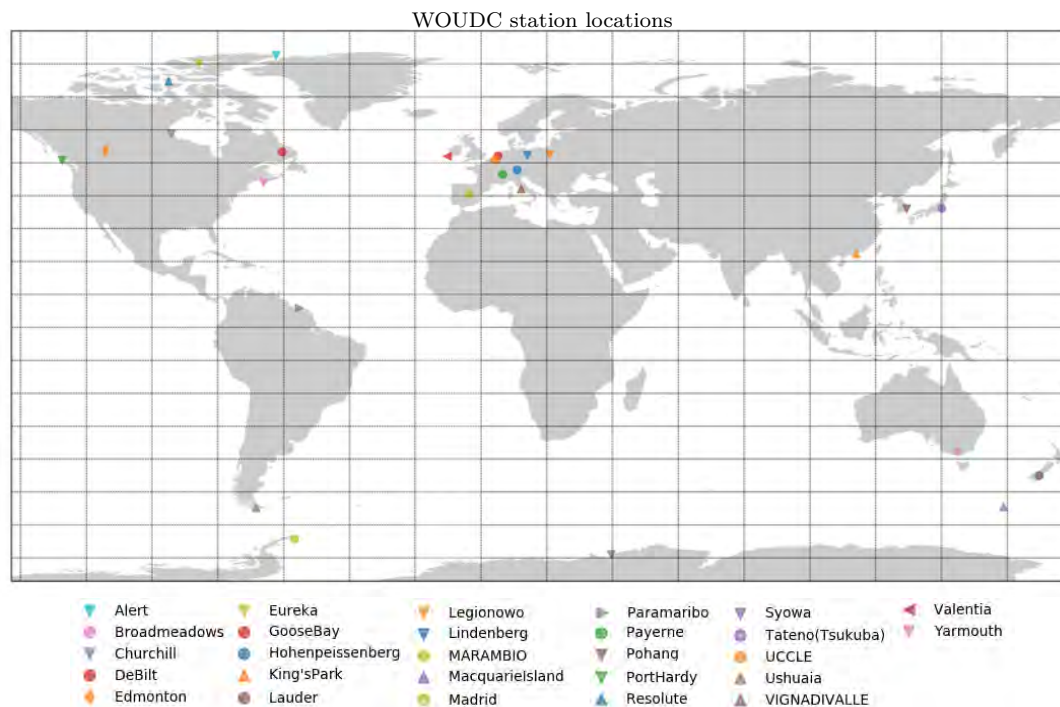 WOUDC station locations
Alert Eureka Legionowo Paramaribo Syowa Valentia
Broadmeadows GooseBay Lindenberg Payerne Tateno(Tsukuba) Yarmouth
Churchill Hohenpeissenberg MARAMBIO Pohang UCCLE
DeBilt King'sPark MacquarieIsland PortHardy Ushuaia
Edmonton Lauder Madrid Resolute VIGNADIVALLE